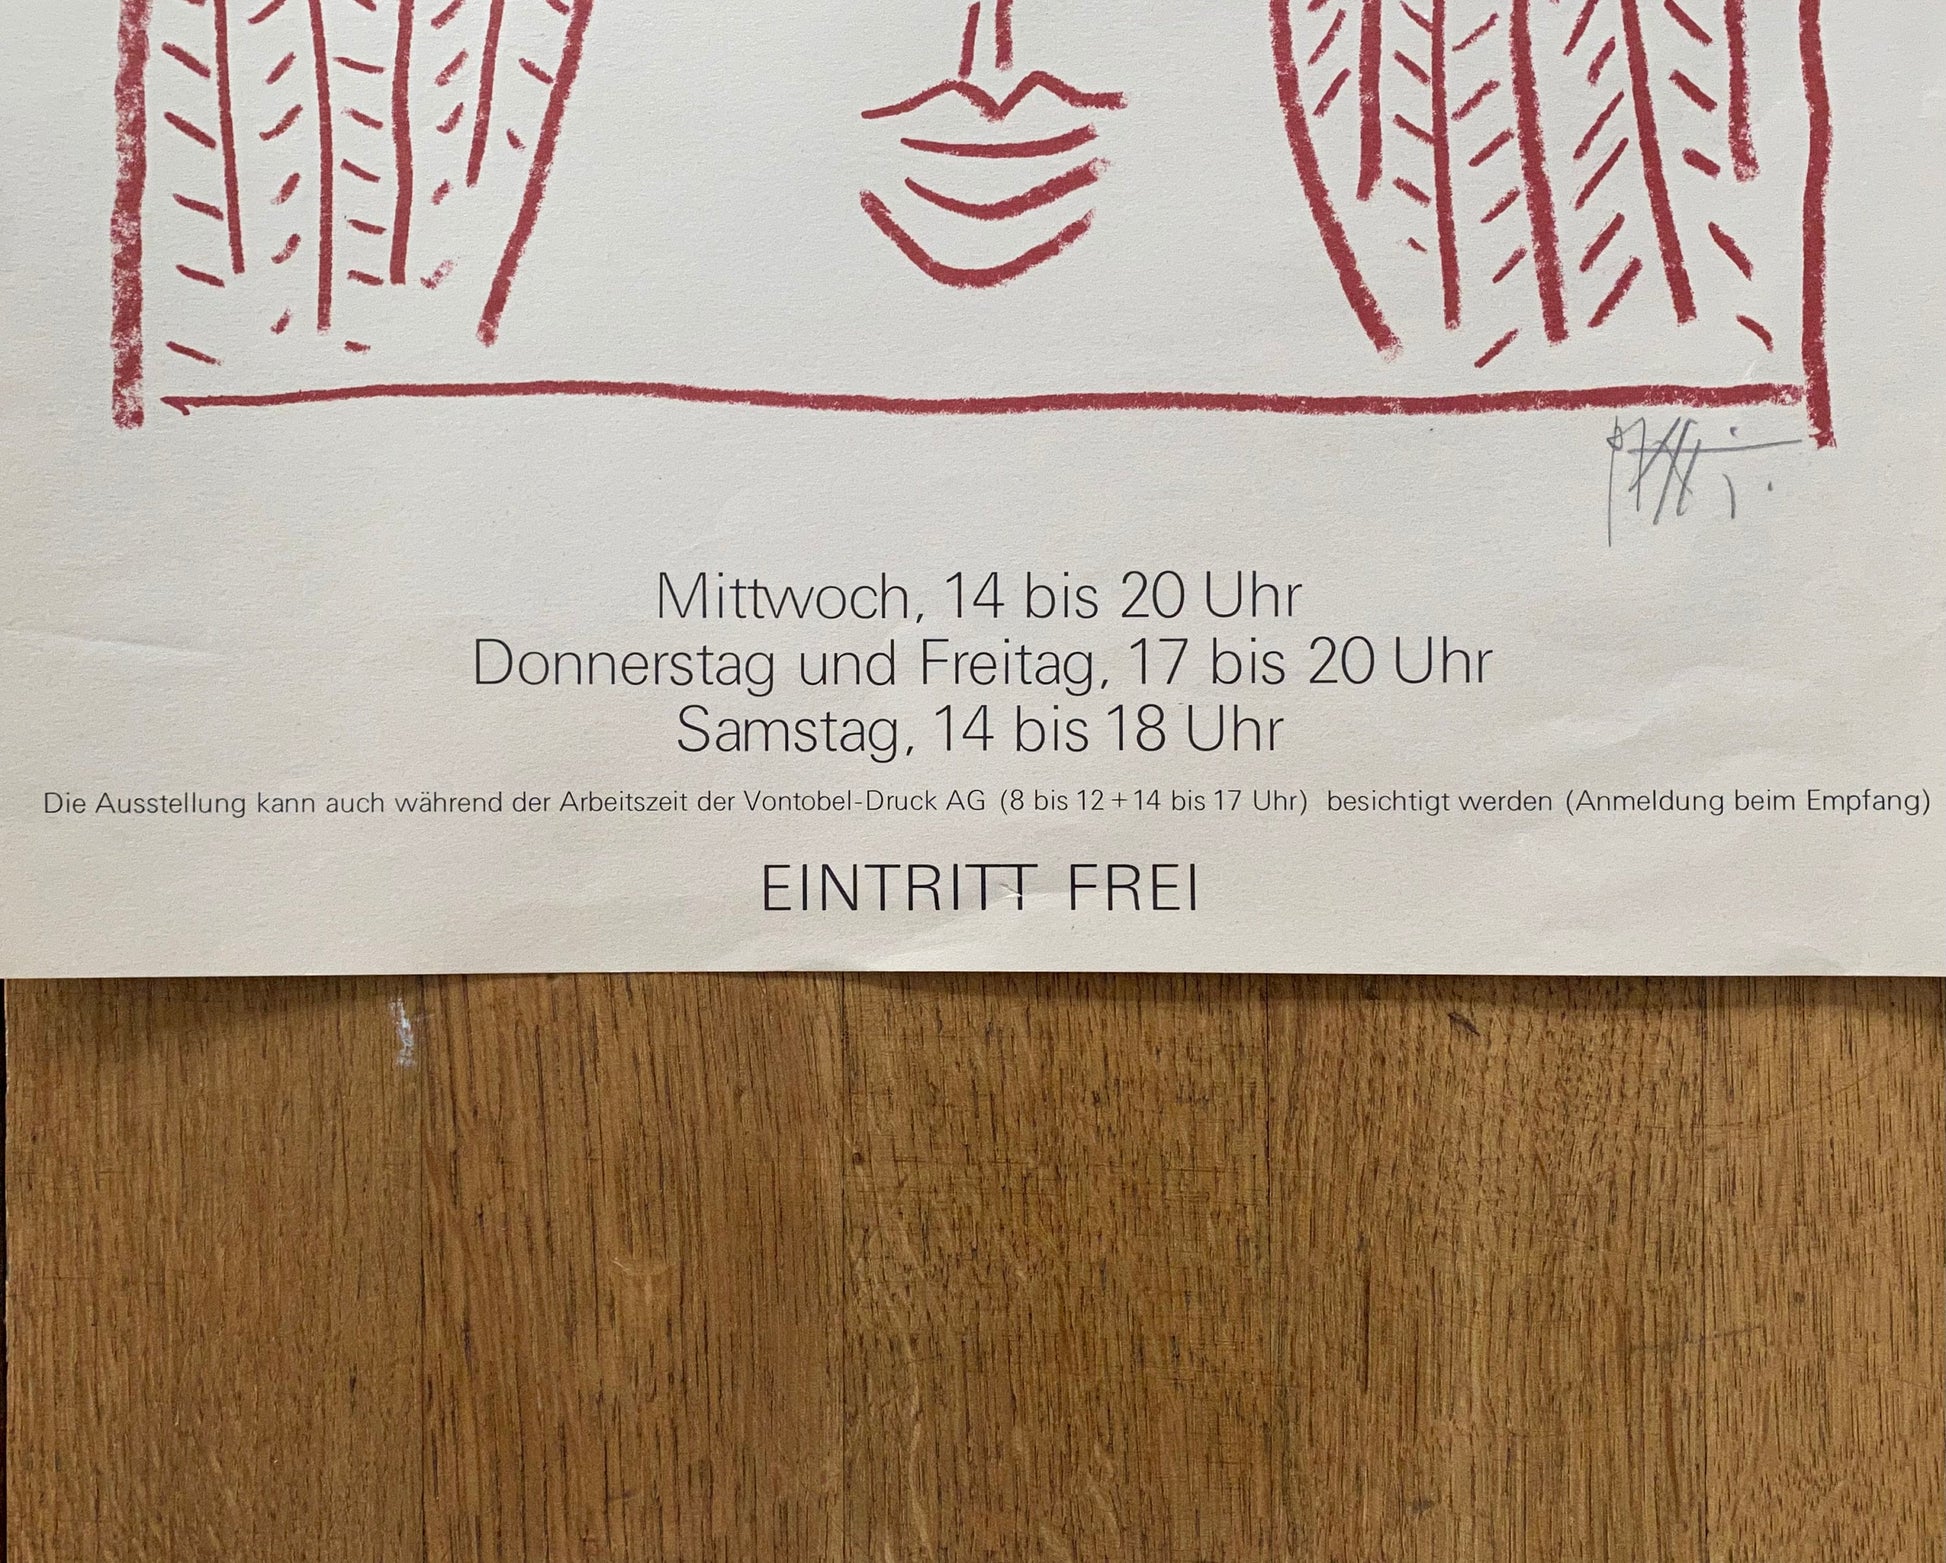 Mittwoch, 14 bis 20 Uhr
Donnerstag und Freitag, 17 bis 20 Uhr
Samstag, 14 bis 18 Uhr
Die Ausstellung kann auch während der Arbeitszeit der Vontobel-Druck AG (8 bis 12 + 14 bis 17 Uhr) besichtigt werden (Anmeldung beim Empfang)
EINTRITT FREI